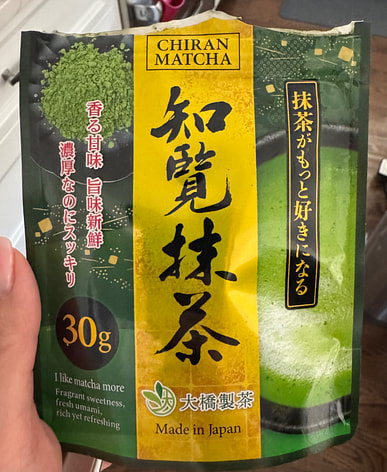 CHIRAN
MATCHA
知覧抹茶
抹茶がもっと好きになる
香る甘味 旨味新鮮
濃厚なのにスッキリ
30g
I like matcha more
Fragrant sweetness,
fresh umami,
rich yet refreshing
大橋製茶
Made in Japan